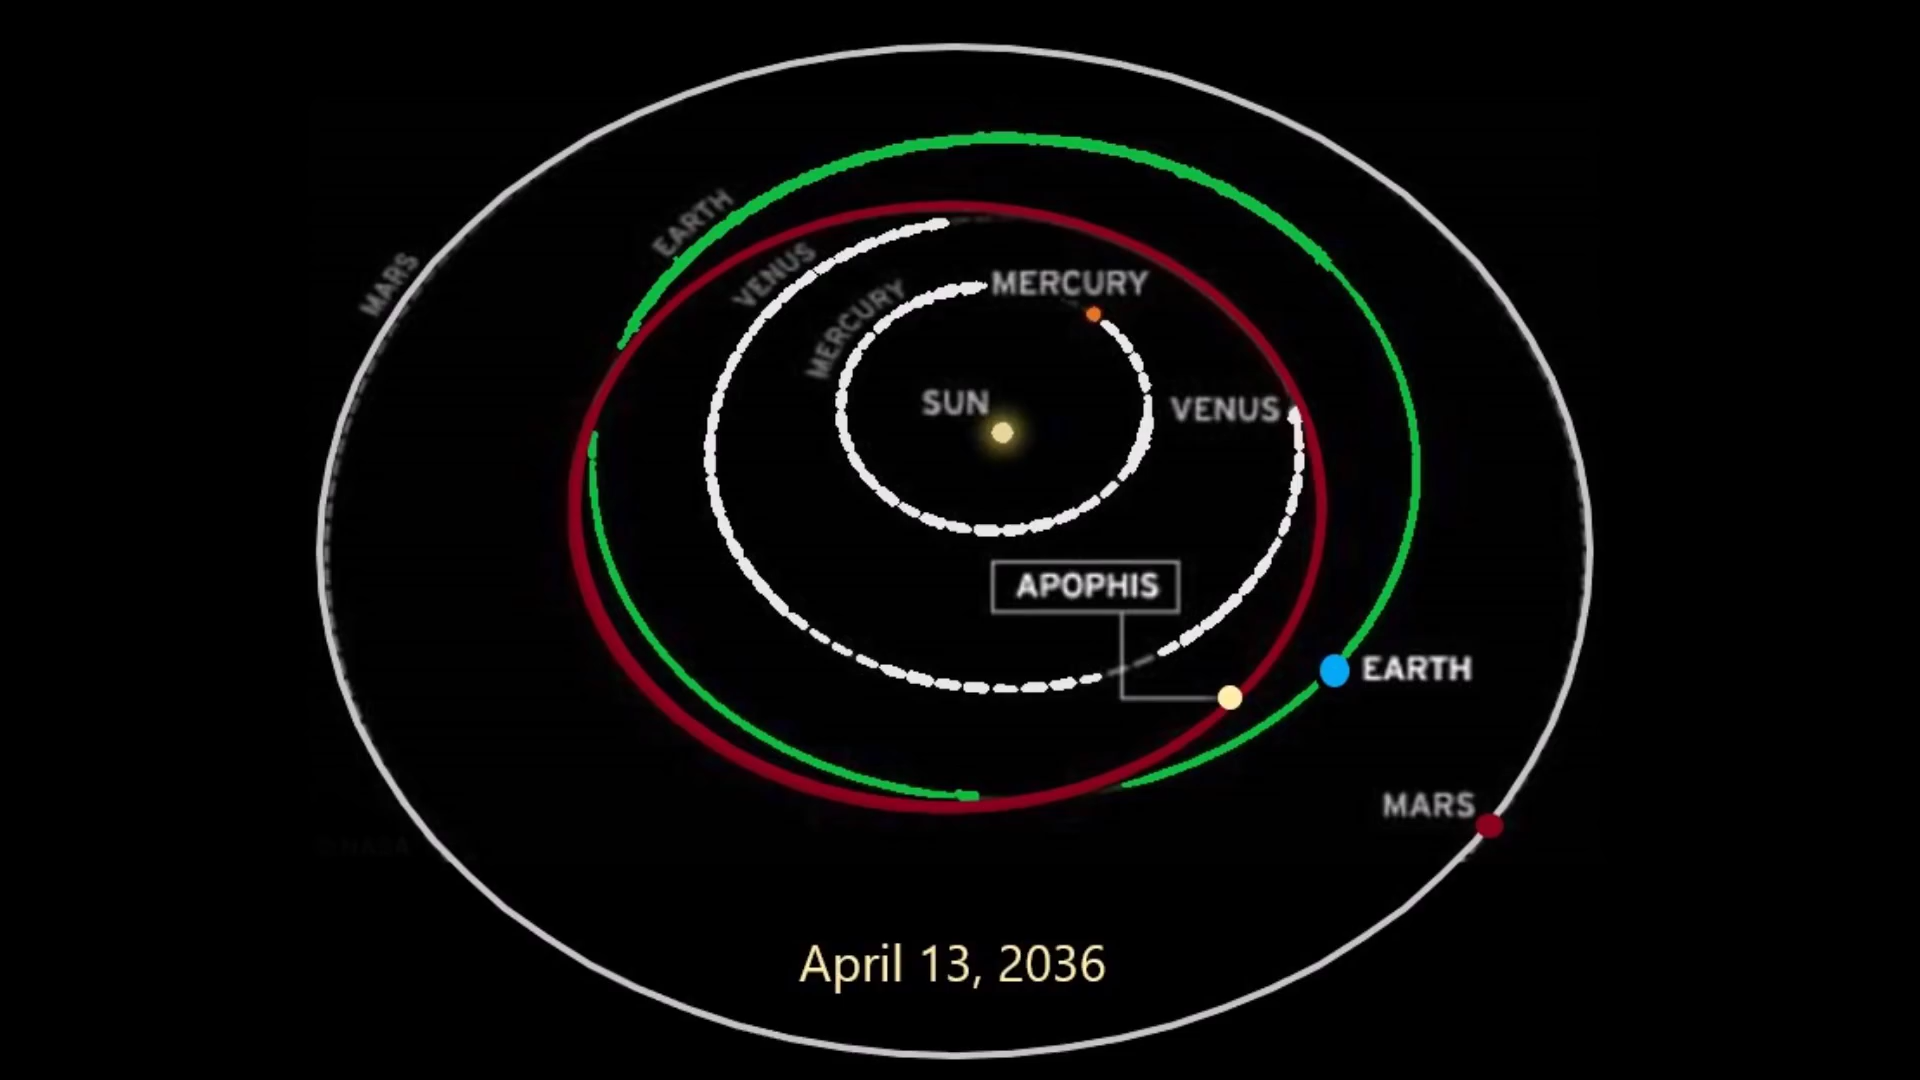 EARTH
MARS
VENUS
MERCURY
MERCURY
SUN
VENUS
APOPHIS
EARTH
MARS
April 13, 2036